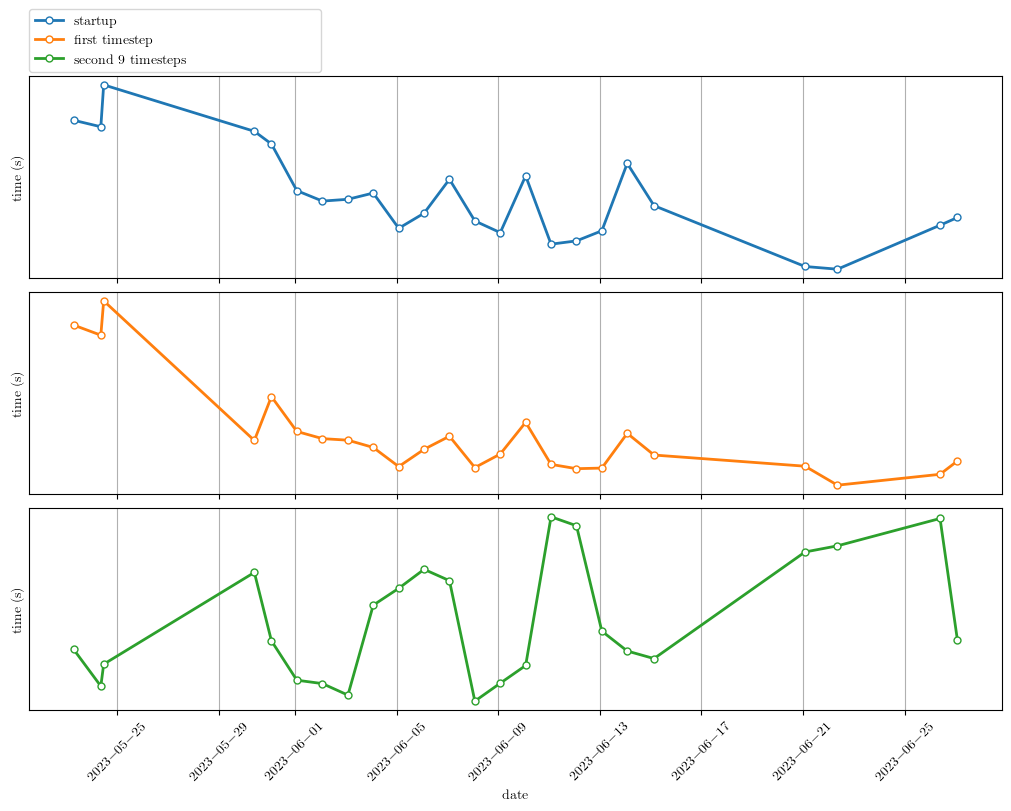 startup
first timestep
second 9 timesteps
time (s)
time (s)
time (s)
2023−05−25
2023−05−29
2023−06−01
2023−06−05
2023−06−09
2023−06−13
2023−06−17
2023−06−21
2023−06−25
date